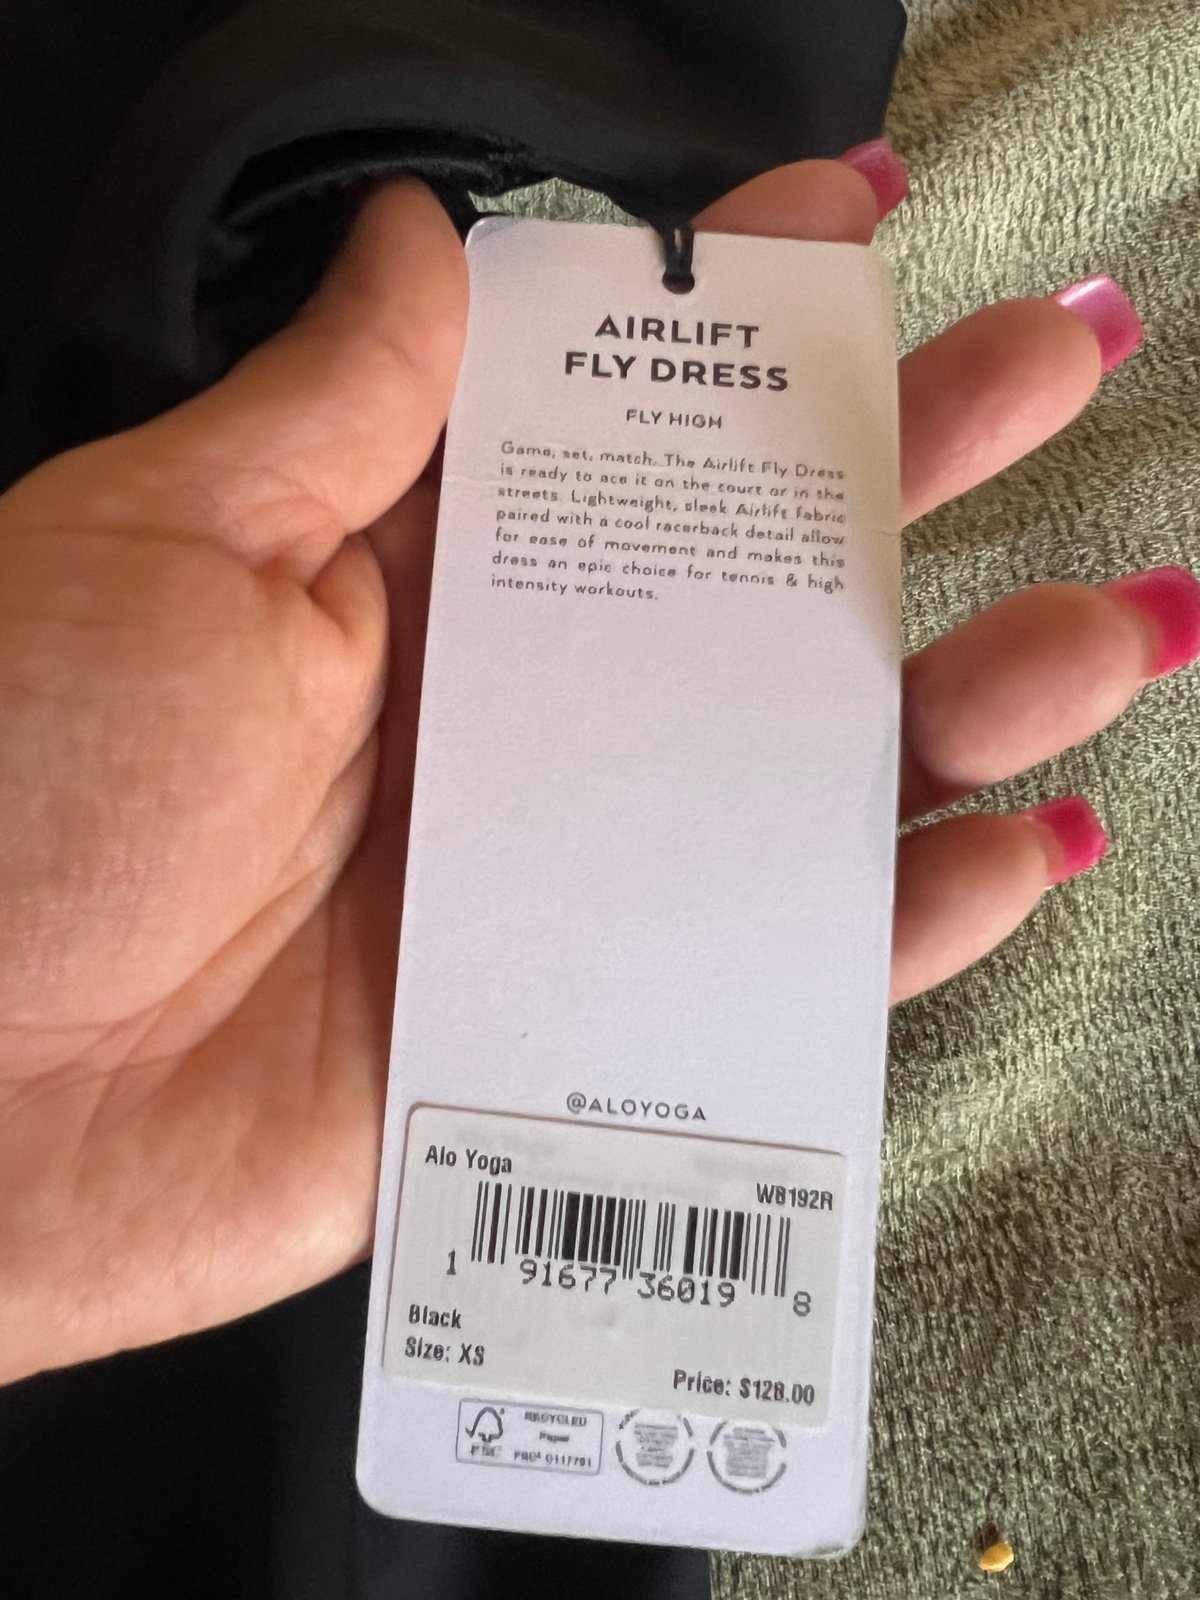 AIRLIFT
FLY DRESS
FLY HIGH
Game, set, match. The Airlift Fly Dress
is ready to ace it on the court or in the
streets. Lightweight, sleek Airlift fabric
paired with a cool racerback detail allow
for ease of movement and makes this
dress an epic choice for tennis & high
intensity workouts.
@ALOYOGA
Alo Yoga
W8192R
1 91677 36019 8
Black
Size: XS
Price: $128.00
RECYCLED
Paper
FSC